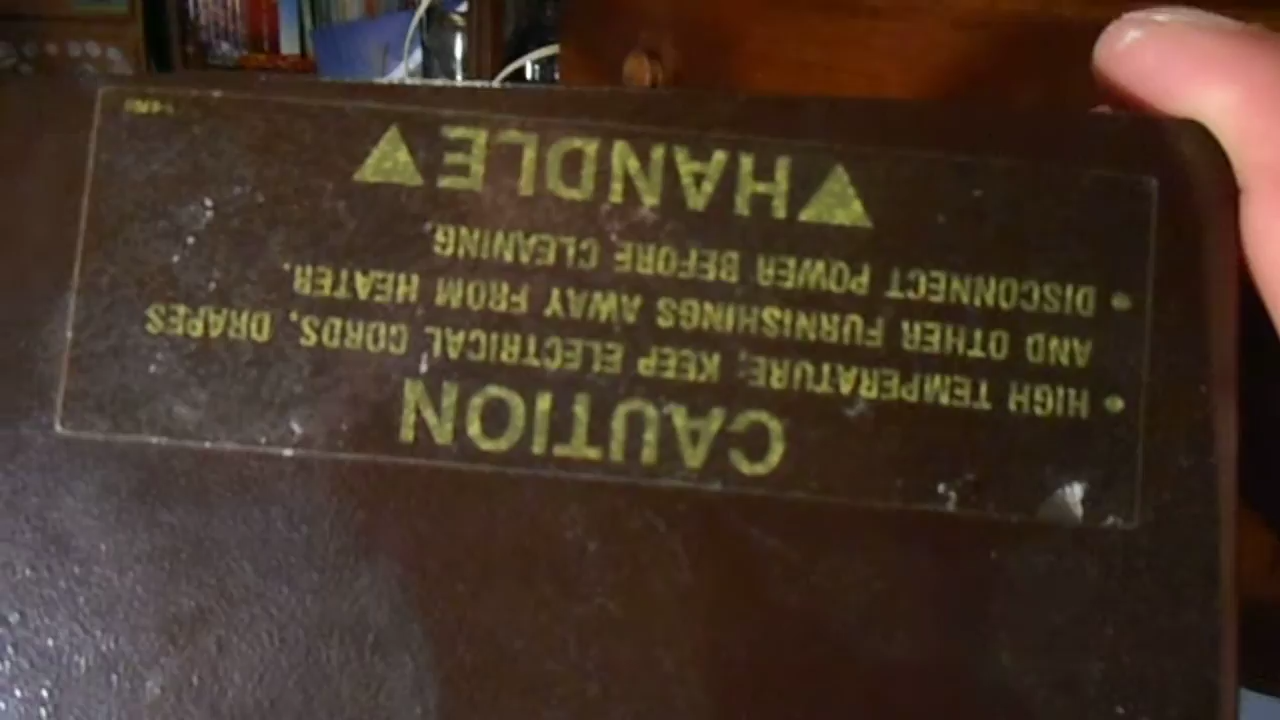 CAUTION
• HIGH TEMPERATURE; KEEP ELECTRICAL CORDS, DRAPES
AND OTHER FURNISHINGS AWAY FROM HEATER.
• DISCONNECT POWER BEFORE CLEANING.
▼HANDLE▼